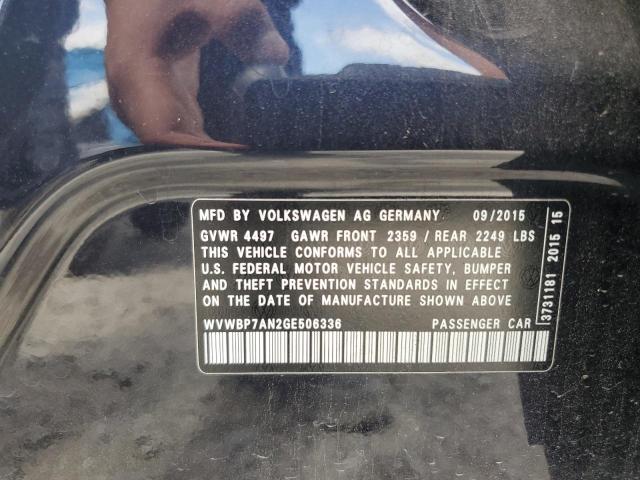 MFD BY VOLKSWAGEN AG GERMANY 09/2015
GVWR 4497 GAWR FRONT 2359 / REAR 2249 LBS
THIS VEHICLE CONFORMS TO ALL APPLICABLE
U.S. FEDERAL MOTOR VEHICLE SAFETY, BUMPER
AND THEFT PREVENTION STANDARDS IN EFFECT
ON THE DATE OF MANUFACTURE SHOWN ABOVE
WVWBP7AN2GE506336 PASSENGER CAR
3731181 2015 15